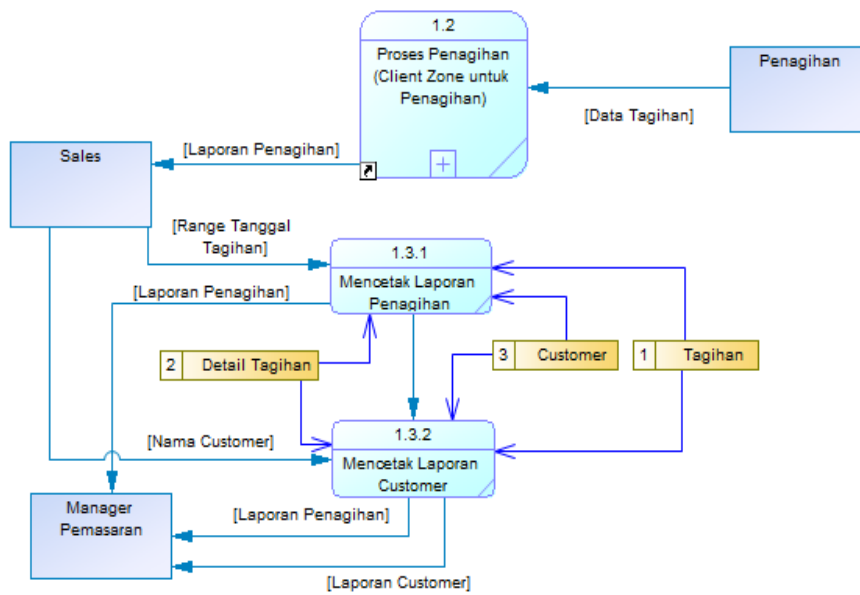 1.2
Proses Penagihan
(Client Zone untuk
Penagihan)
Penagihan
[Data Tagihan]
[Laporan Penagihan]
Sales
[Range Tanggal
Tagihan]
1.3.1
Mencetak Laporan
Penagihan
[Laporan Penagihan]
2 Detail Tagihan
3 Customer
1 Tagihan
[Nama Customer]
1.3.2
Mencetak Laporan
Customer
Manager
Pemasaran
[Laporan Penagihan]
[Laporan Customer]